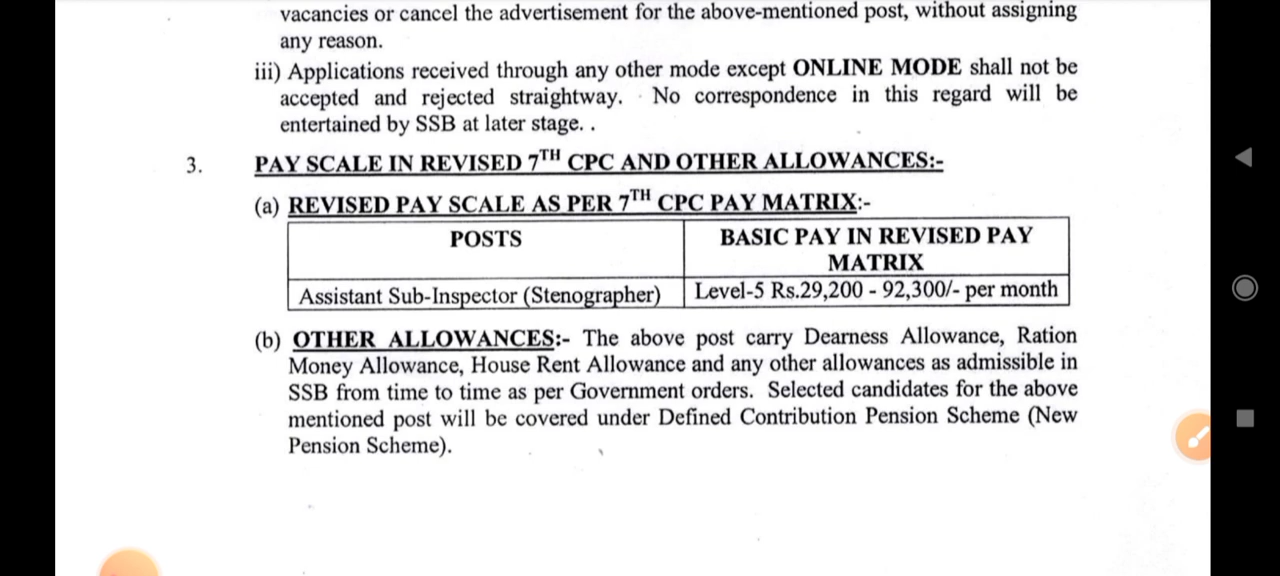 vacancies or cancel the advertisement for the above-mentioned post, without assigning
any reason.
iii) Applications received through any other mode except ONLINE MODE shall not be
accepted and rejected straightway. No correspondence in this regard will be
entertained by SSB at later stage. .
3. PAY SCALE IN REVISED 7TH CPC AND OTHER ALLOWANCES:-
(a) REVISED PAY SCALE AS PER 7TH CPC PAY MATRIX:-
POSTS BASIC PAY IN REVISED PAY
MATRIX
Assistant Sub-Inspector (Stenographer) Level-5 Rs.29,200 - 92,300/- per month
(b) OTHER ALLOWANCES:- The above post carry Dearness Allowance, Ration
Money Allowance, House Rent Allowance and any other allowances as admissible in
SSB from time to time as per Government orders. Selected candidates for the above
mentioned post will be covered under Defined Contribution Pension Scheme (New
Pension Scheme).